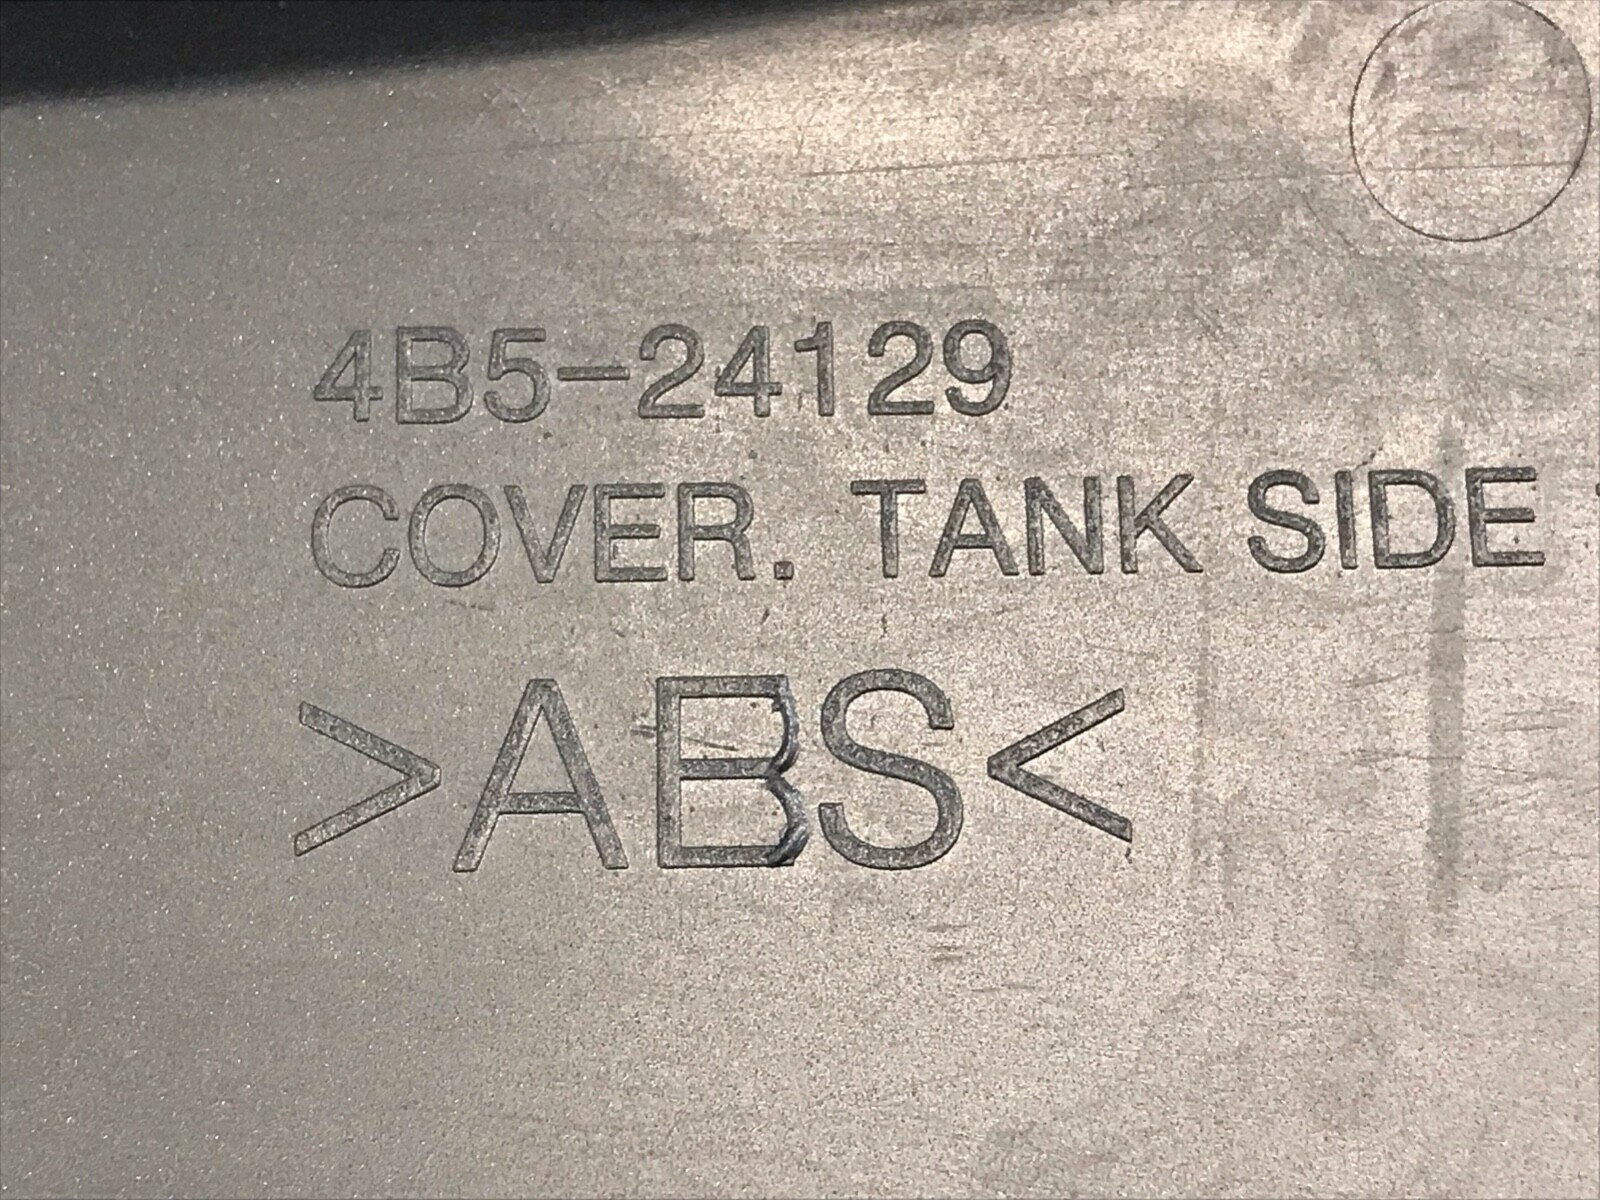 4B5-24129
COVER. TANK SIDE
>ABS<